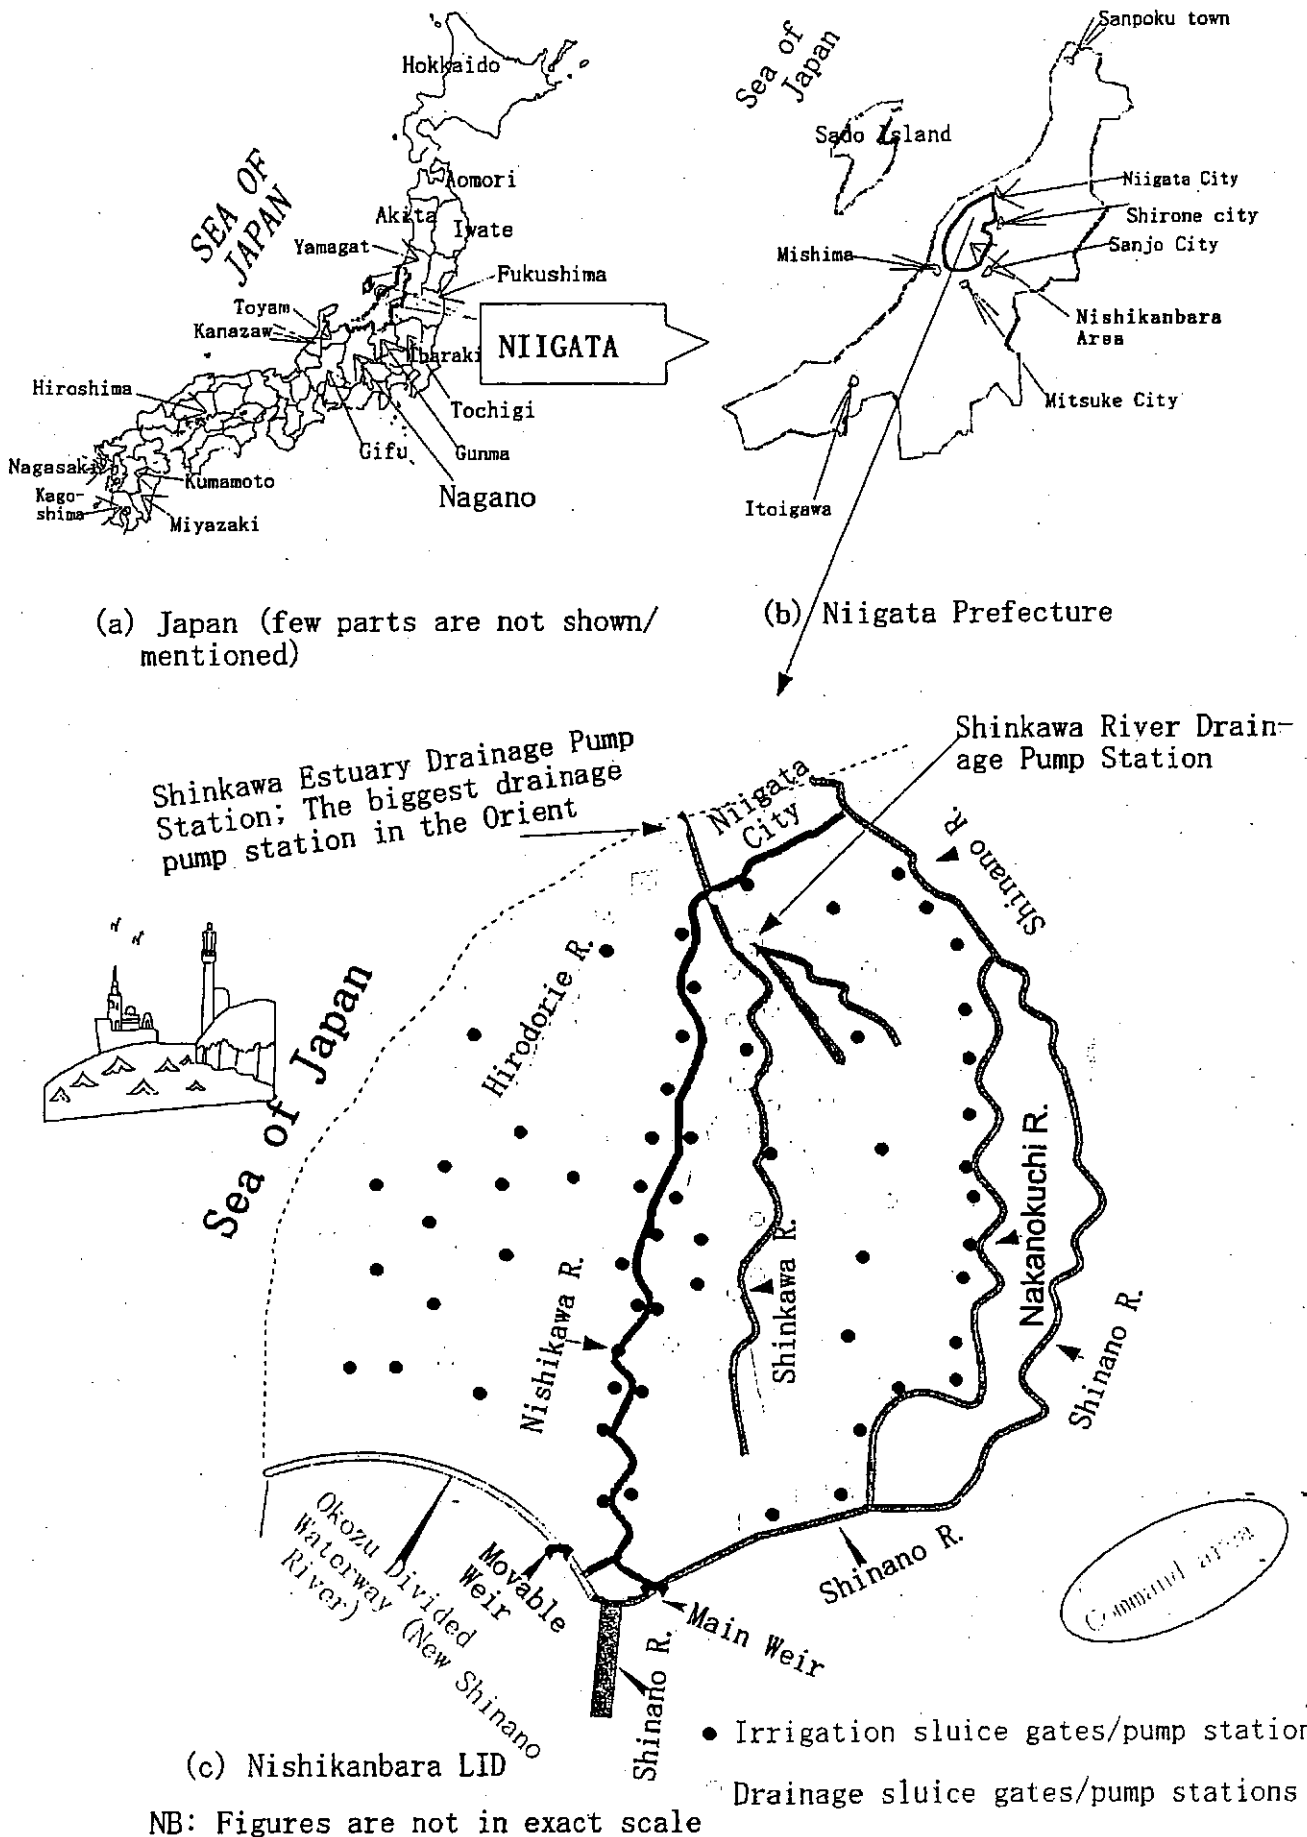 Hokkaido
SEA OF
JAPAN
Aomori
Akita
Iwate
Yamagat
Fukushima
Toyam
Kanazaw
Ibaraki
NIIGATA
Hiroshima
Tochigi
Gifu
Gunma
Nagasaki
Kumamoto
Nagano
Kago-
shima
Miyazaki
(a) Japan (few parts are not shown/
mentioned)
Sea of
Japan
Sanpoku town
Sado Island
Niigata City
Shirone city
Sanjo City
Mishima
Nishikanbara
Area
Mitsuke City
Itoigawa
(b) Niigata Prefecture
Shinkawa Estuary Drainage Pump
Station; The biggest drainage
pump station in the Orient
Shinkawa River Drain-
age Pump Station
Niigata
City
Shinano R.
Shinano R.
Hirodorie R.
Sea of Japan
Nishikawa R.
Shinkawa R.
Nakanokuchi R.
Shinano R.
Okozu Divided
Waterway (New Shinano
River)
Movable
Weir
Main Weir
Shinano R.
Shinano R.
Command area
● Irrigation sluice gates/pump station
Drainage sluice gates/pump stations
(c) Nishikanbara LID
NB: Figures are not in exact scale